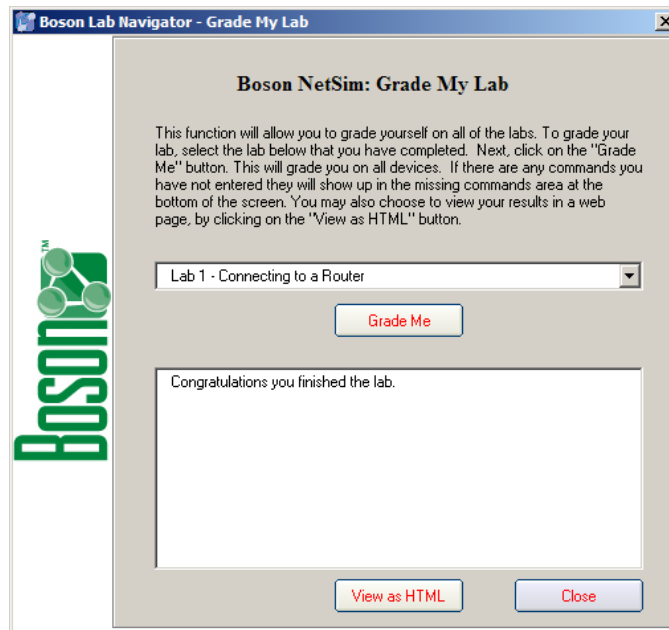 Boson Lab Navigator - Grade My Lab
Boson NetSim: Grade My Lab
This function will allow you to grade yourself on all of the labs. To grade your
lab, select the lab below that you have completed. Next, click on the "Grade
Me" button. This will grade you on all devices. If there are any commands you
have not entered they will show up in the missing commands area at the
bottom of the screen. You may also choose to view your results in a web
page, by clicking on the "View as HTML" button.
Boson™
Lab 1 - Connecting to a Router
Grade Me
Congratulations you finished the lab.
View as HTML
Close